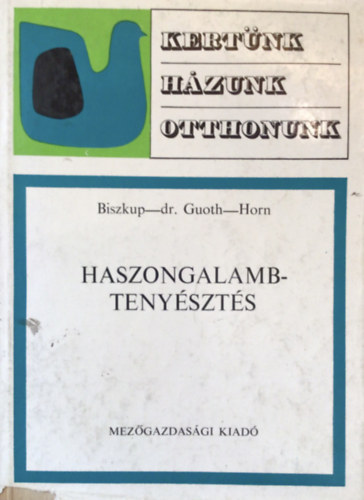 KERTÜNK
HÁZUNK
OTTHONUNK
Biszkup—dr. Guoth—Horn
HASZONGALAMB-
TENYÉSZTÉS
MEZŐGAZDASÁGI KIADÓ